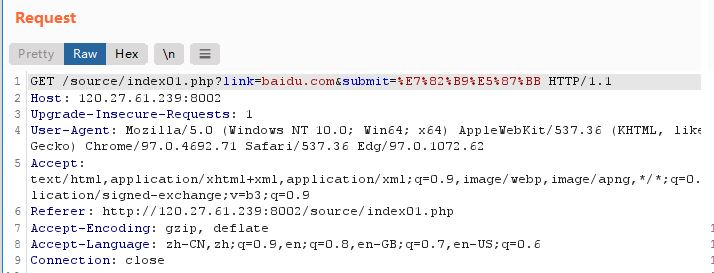 Request
Pretty Raw Hex \n
1 GET /source/index01.php?link=baidu.com&submit=%E7%82%B9%E5%87%BB HTTP/1.1
2 Host: 120.27.61.239:8002
3 Upgrade-Insecure-Requests: 1
4 User-Agent: Mozilla/5.0 (Windows NT 10.0; Win64; x64) AppleWebKit/537.36 (KHTML, like
Gecko) Chrome/97.0.4692.71 Safari/537.36 Edg/97.0.1072.62
5 Accept:
text/html,application/xhtml+xml,application/xml;q=0.9,image/webp,image/apng,*/*;q=0.
lication/signed-exchange;v=b3;q=0.9
6 Referer: http://120.27.61.239:8002/source/index01.php
7 Accept-Encoding: gzip, deflate
8 Accept-Language: zh-CN,zh;q=0.9,en;q=0.8,en-GB;q=0.7,en-US;q=0.6
9 Connection: close